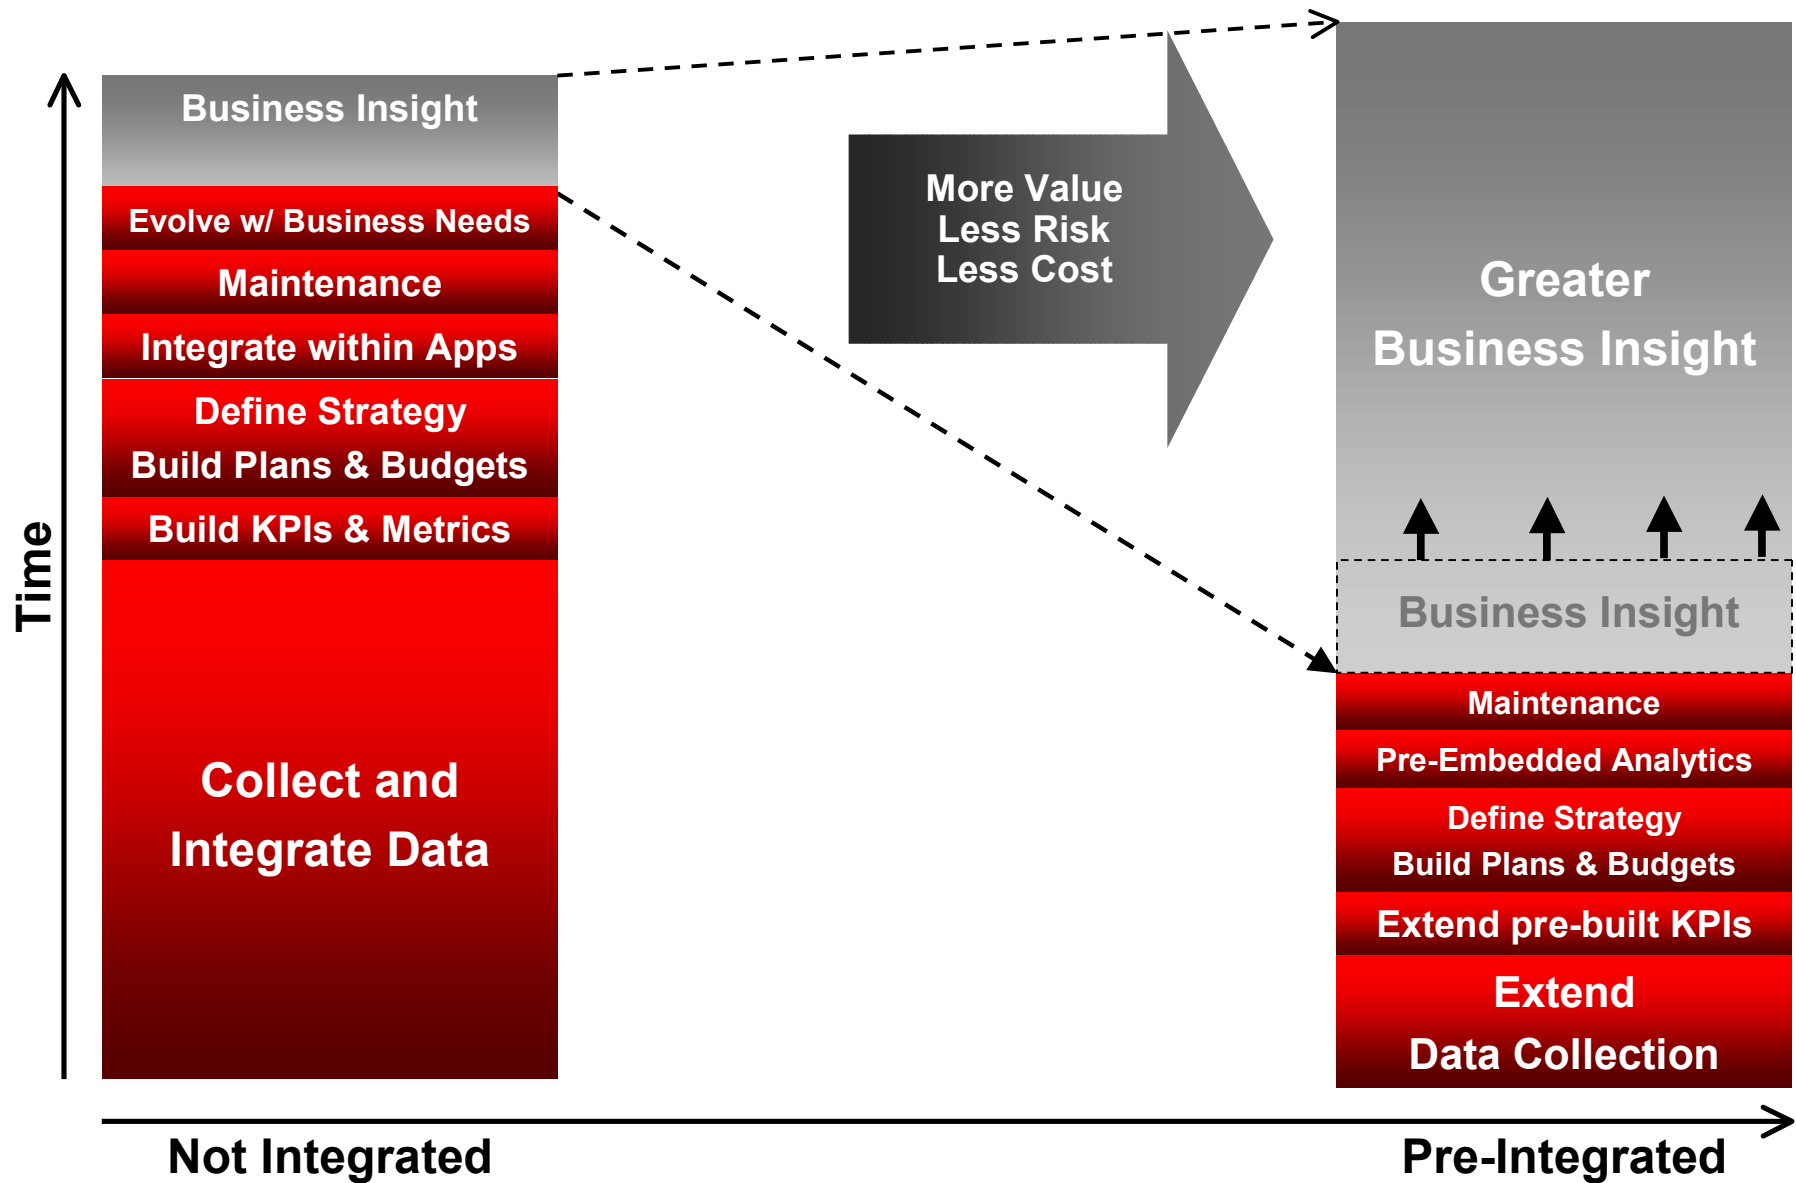 Time
Business Insight
Evolve w/ Business Needs
Maintenance
Integrate within Apps
Define Strategy
Build Plans & Budgets
Build KPIs & Metrics
Collect and
Integrate Data
Not Integrated
More Value
Less Risk
Less Cost
Greater
Business Insight
Business Insight
Maintenance
Pre-Embedded Analytics
Define Strategy
Build Plans & Budgets
Extend pre-built KPIs
Extend
Data Collection
Pre-Integrated